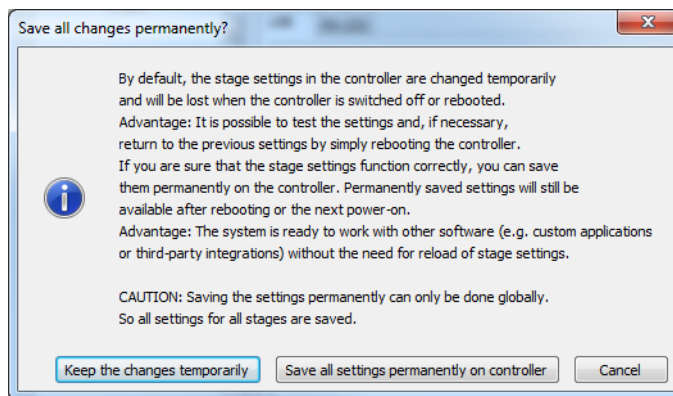 Save all changes permanently?
By default, the stage settings in the controller are changed temporarily
and will be lost when the controller is switched off or rebooted.
Advantage: It is possible to test the settings and, if necessary,
return to the previous settings by simply rebooting the controller.
If you are sure that the stage settings function correctly, you can save
them permanently on the controller. Permanently saved settings will still be
available after rebooting or the next power-on.
Advantage: The system is ready to work with other software (e.g. custom applications
or third-party integrations) without the need for reload of stage settings.
CAUTION: Saving the settings permanently can only be done globally.
So all settings for all stages are saved.
Keep the changes temporarily
Save all settings permanently on controller
Cancel